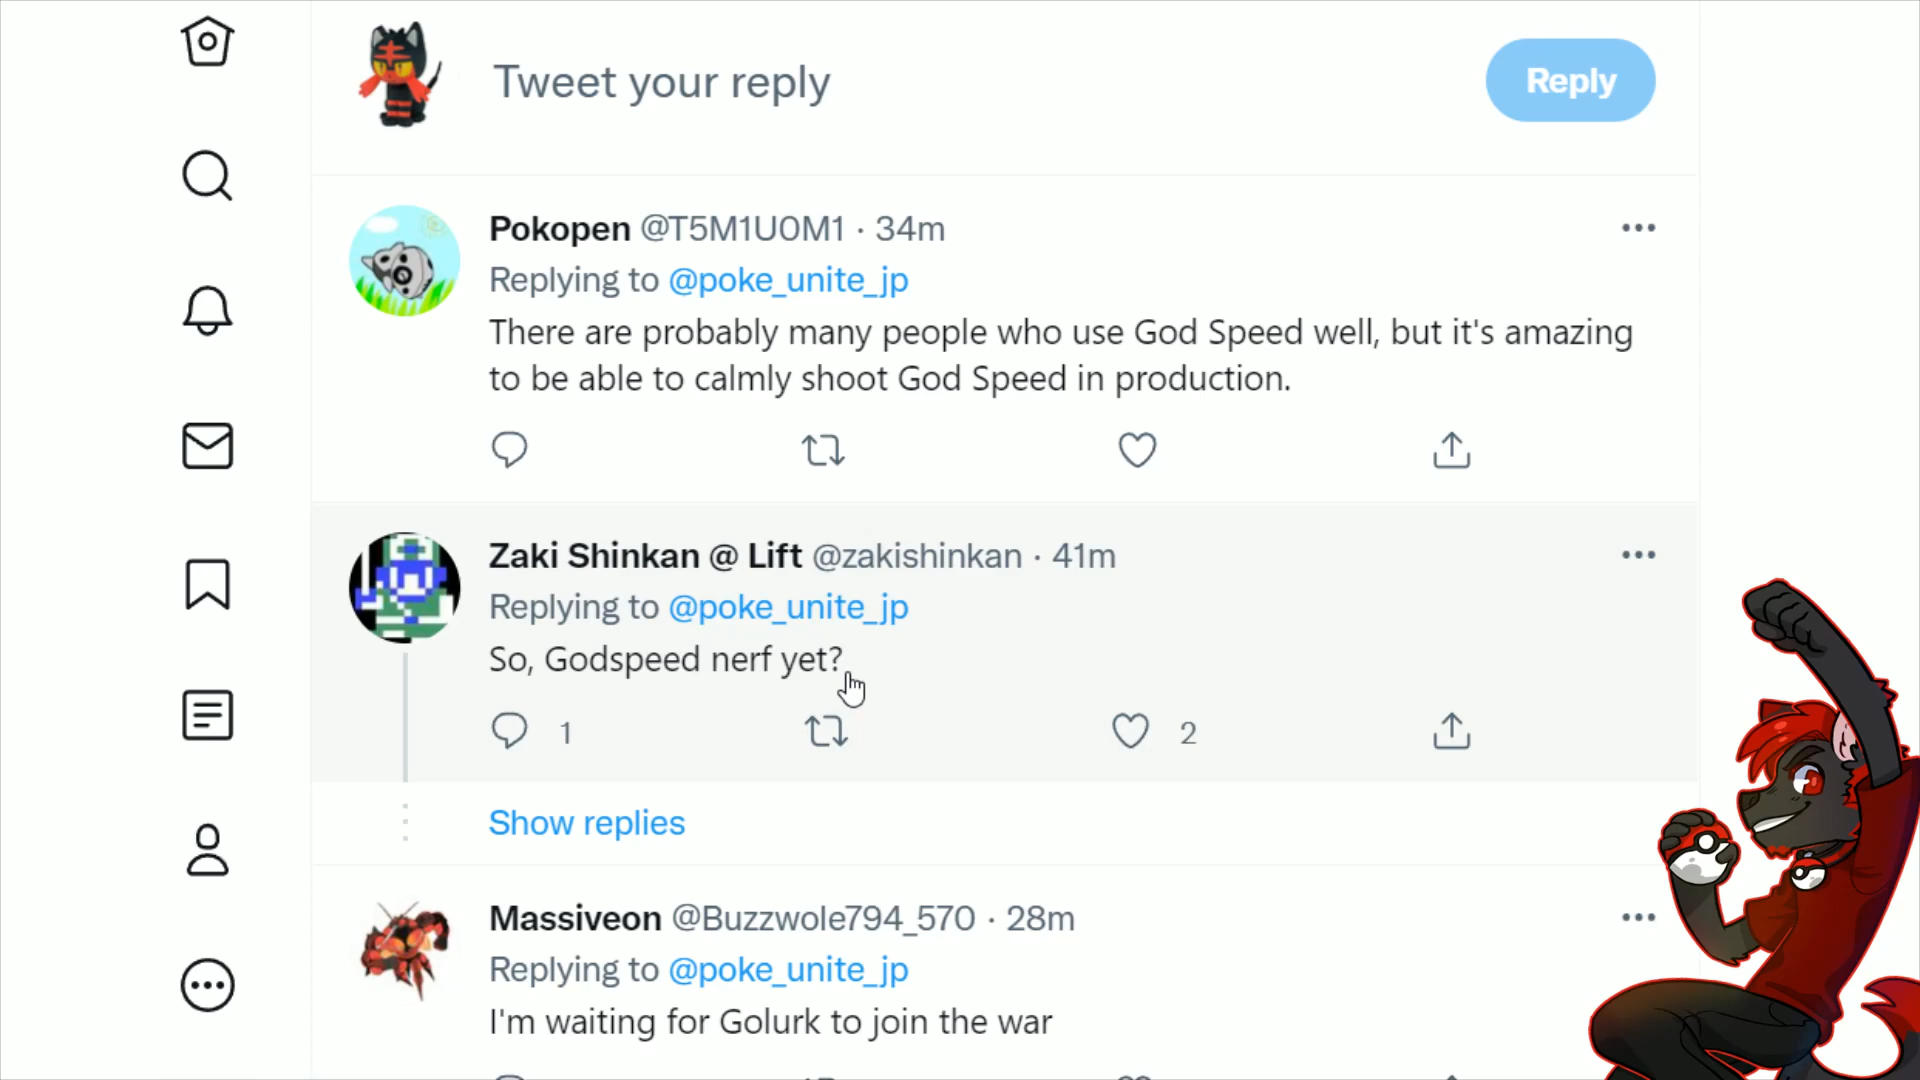 Tweet your reply
Reply
Pokopen @T5M1U0M1 · 34m
Replying to @poke_unite_jp
There are probably many people who use God Speed well, but it's amazing
to be able to calmly shoot God Speed in production.
Zaki Shinkan @ Lift @zakishinkan · 41m
Replying to @poke_unite_jp
So, Godspeed nerf yet?
1
2
Show replies
Massiveon @Buzzwole794_570 · 28m
Replying to @poke_unite_jp
I'm waiting for Golurk to join the war